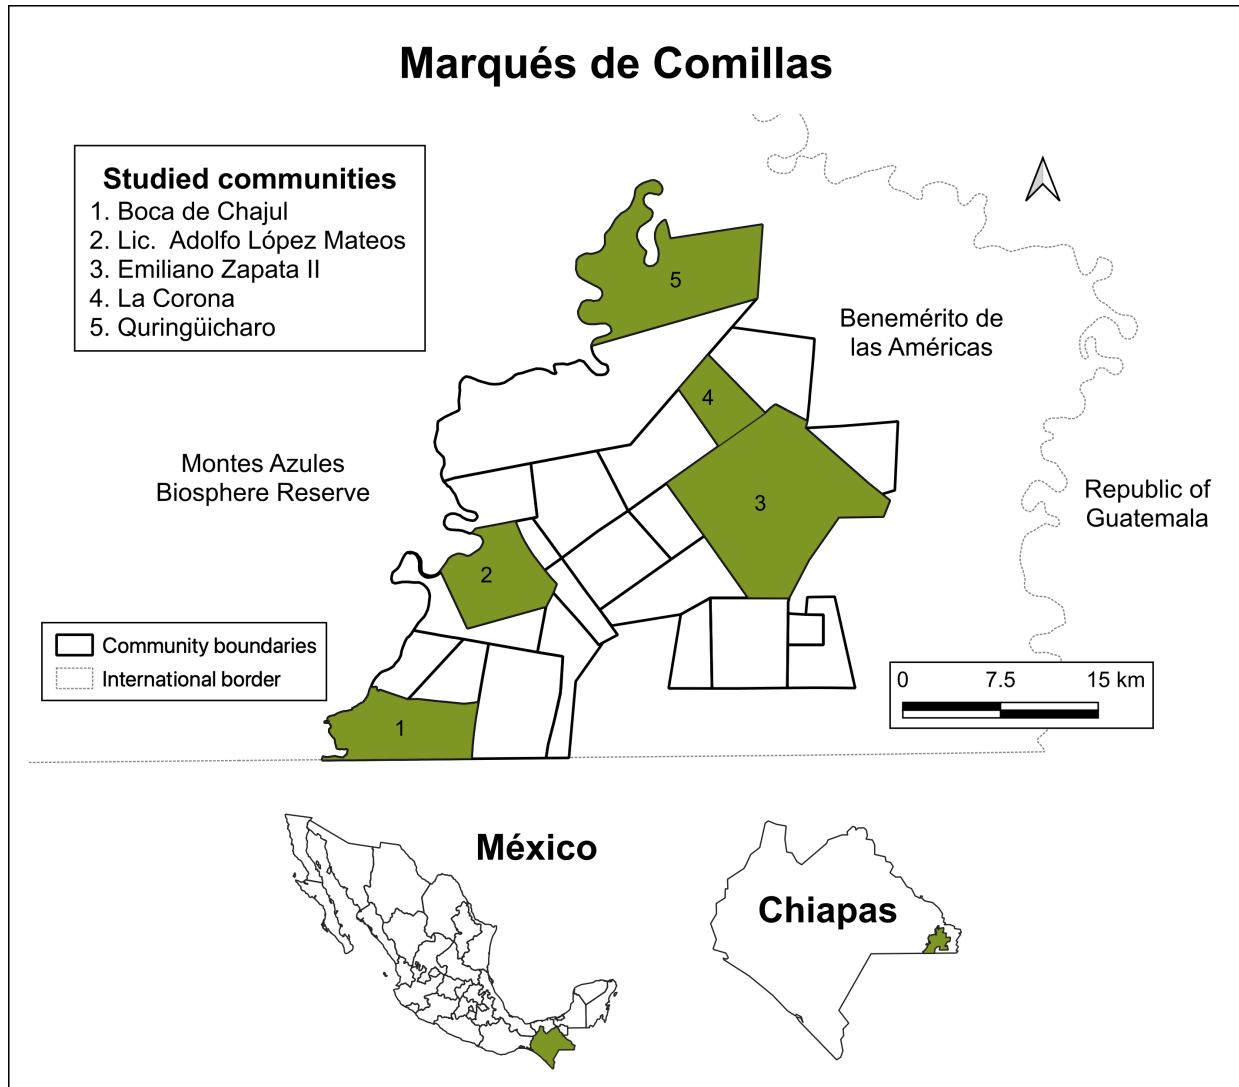 Marqués de Comillas
Studied communities
1. Boca de Chajul
2. Lic.  Adolfo López Mateos
3. Emiliano Zapata II
4. La Corona
5. Quringüicharo
5
Benemérito de
las Américas
4
Montes Azules
Biosphere Reserve
3
Republic of
Guatemala
2
Community boundaries
International border
0 7.5 15 km
1
México
Chiapas